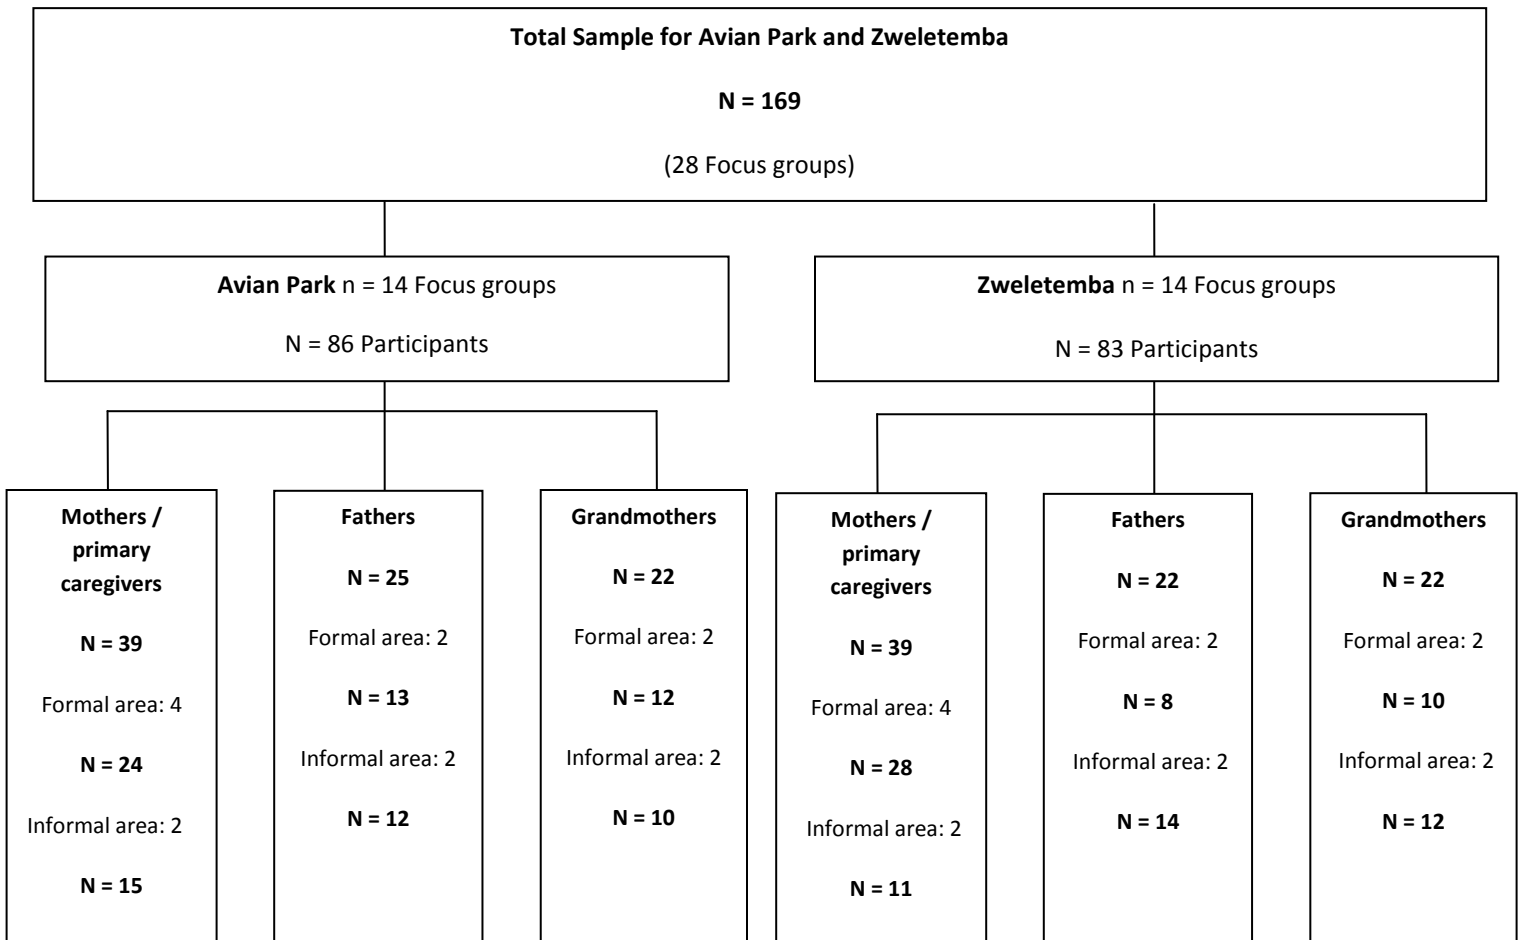 Total Sample for Avian Park and Zweletemba
N = 169
(28 Focus groups)
Avian Park n = 14 Focus groups
N = 86 Participants
Zweletemba n = 14 Focus groups
N = 83 Participants
Mothers /
primary
caregivers
N = 39
Formal area: 4
N = 24
Informal area: 2
N = 15
Fathers
N = 25
Formal area: 2
N = 13
Informal area: 2
N = 12
Grandmothers
N = 22
Formal area: 2
N = 12
Informal area: 2
N = 10
Mothers /
primary
caregivers
N = 39
Formal area: 4
N = 28
Informal area: 2
N = 11
Fathers
N = 22
Formal area: 2
N = 8
Informal area: 2
N = 14
Grandmothers
N = 22
Formal area: 2
N = 10
Informal area: 2
N = 12